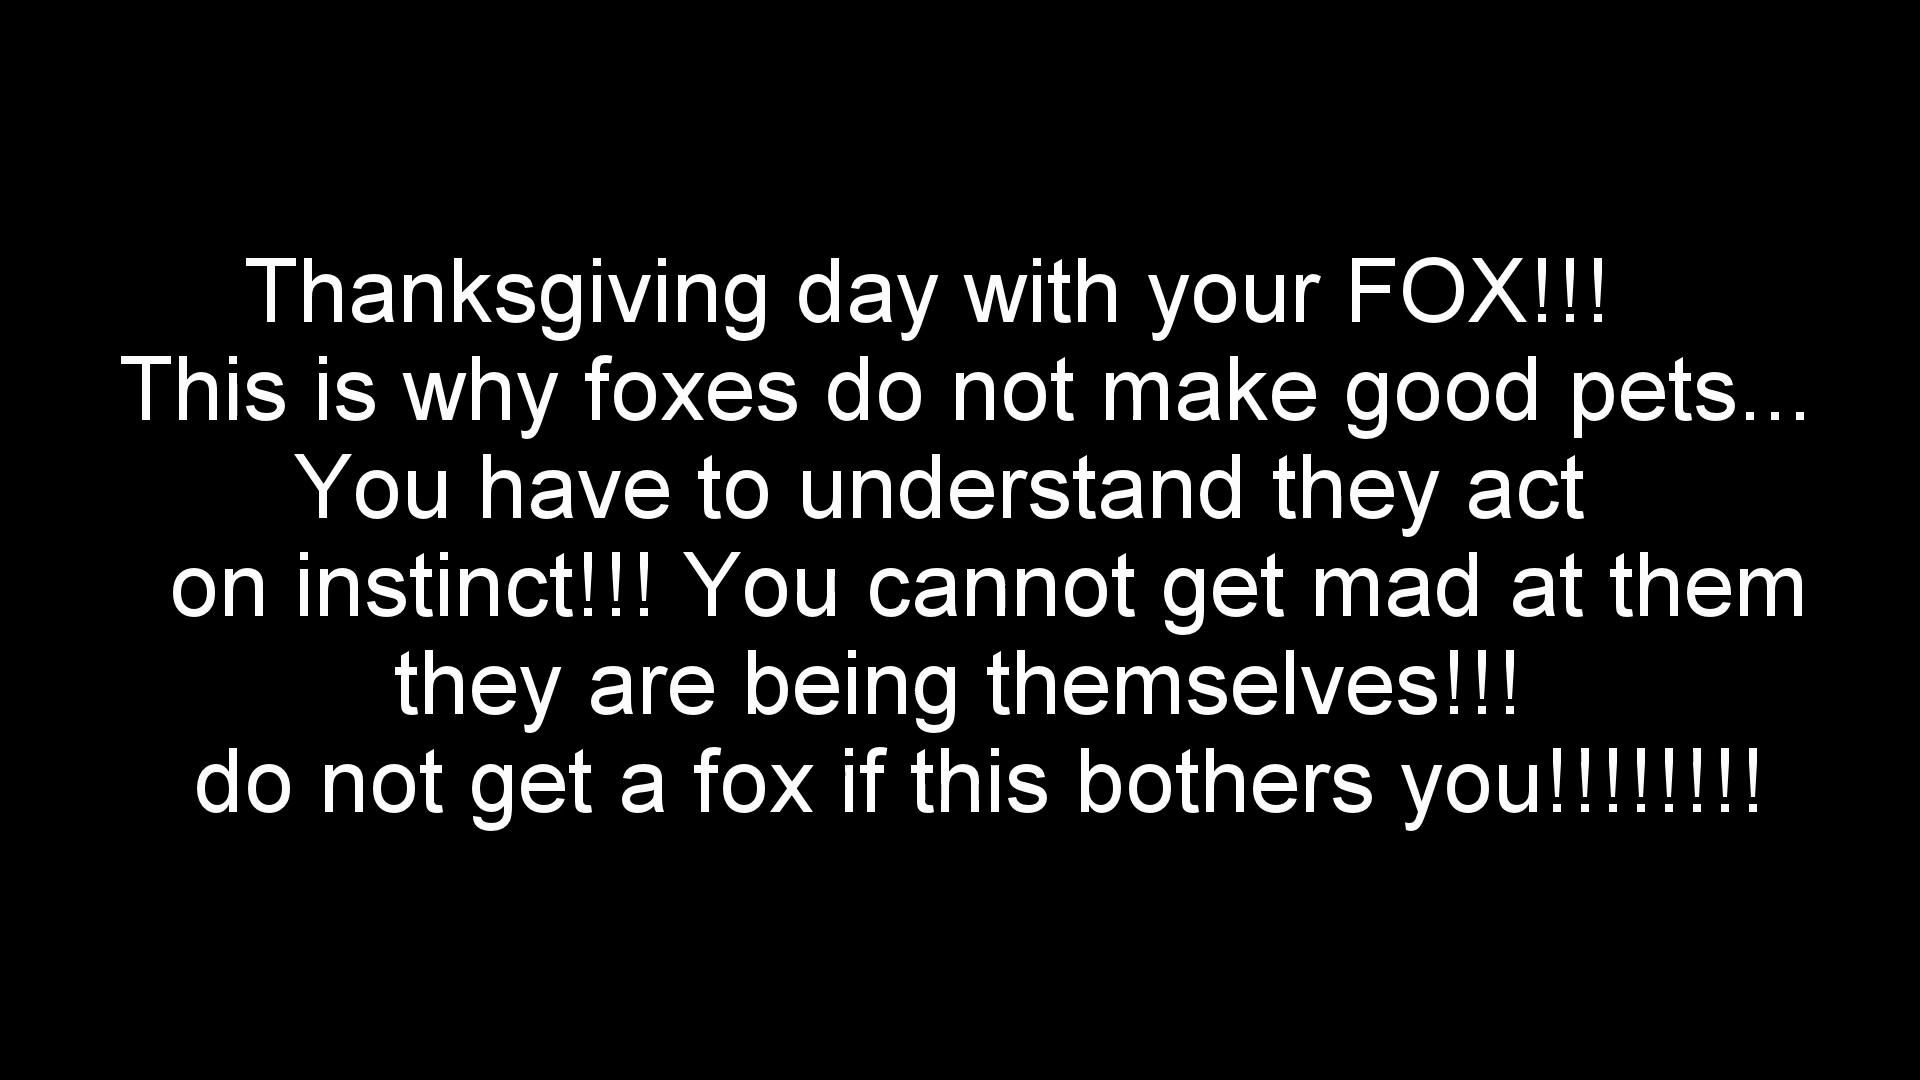 Thanksgiving day with your FOX!!!
This is why foxes do not make good pets...
You have to understand they act
on instinct!!! You cannot get mad at them
they are being themselves!!!
do not get a fox if this bothers you!!!!!!!!